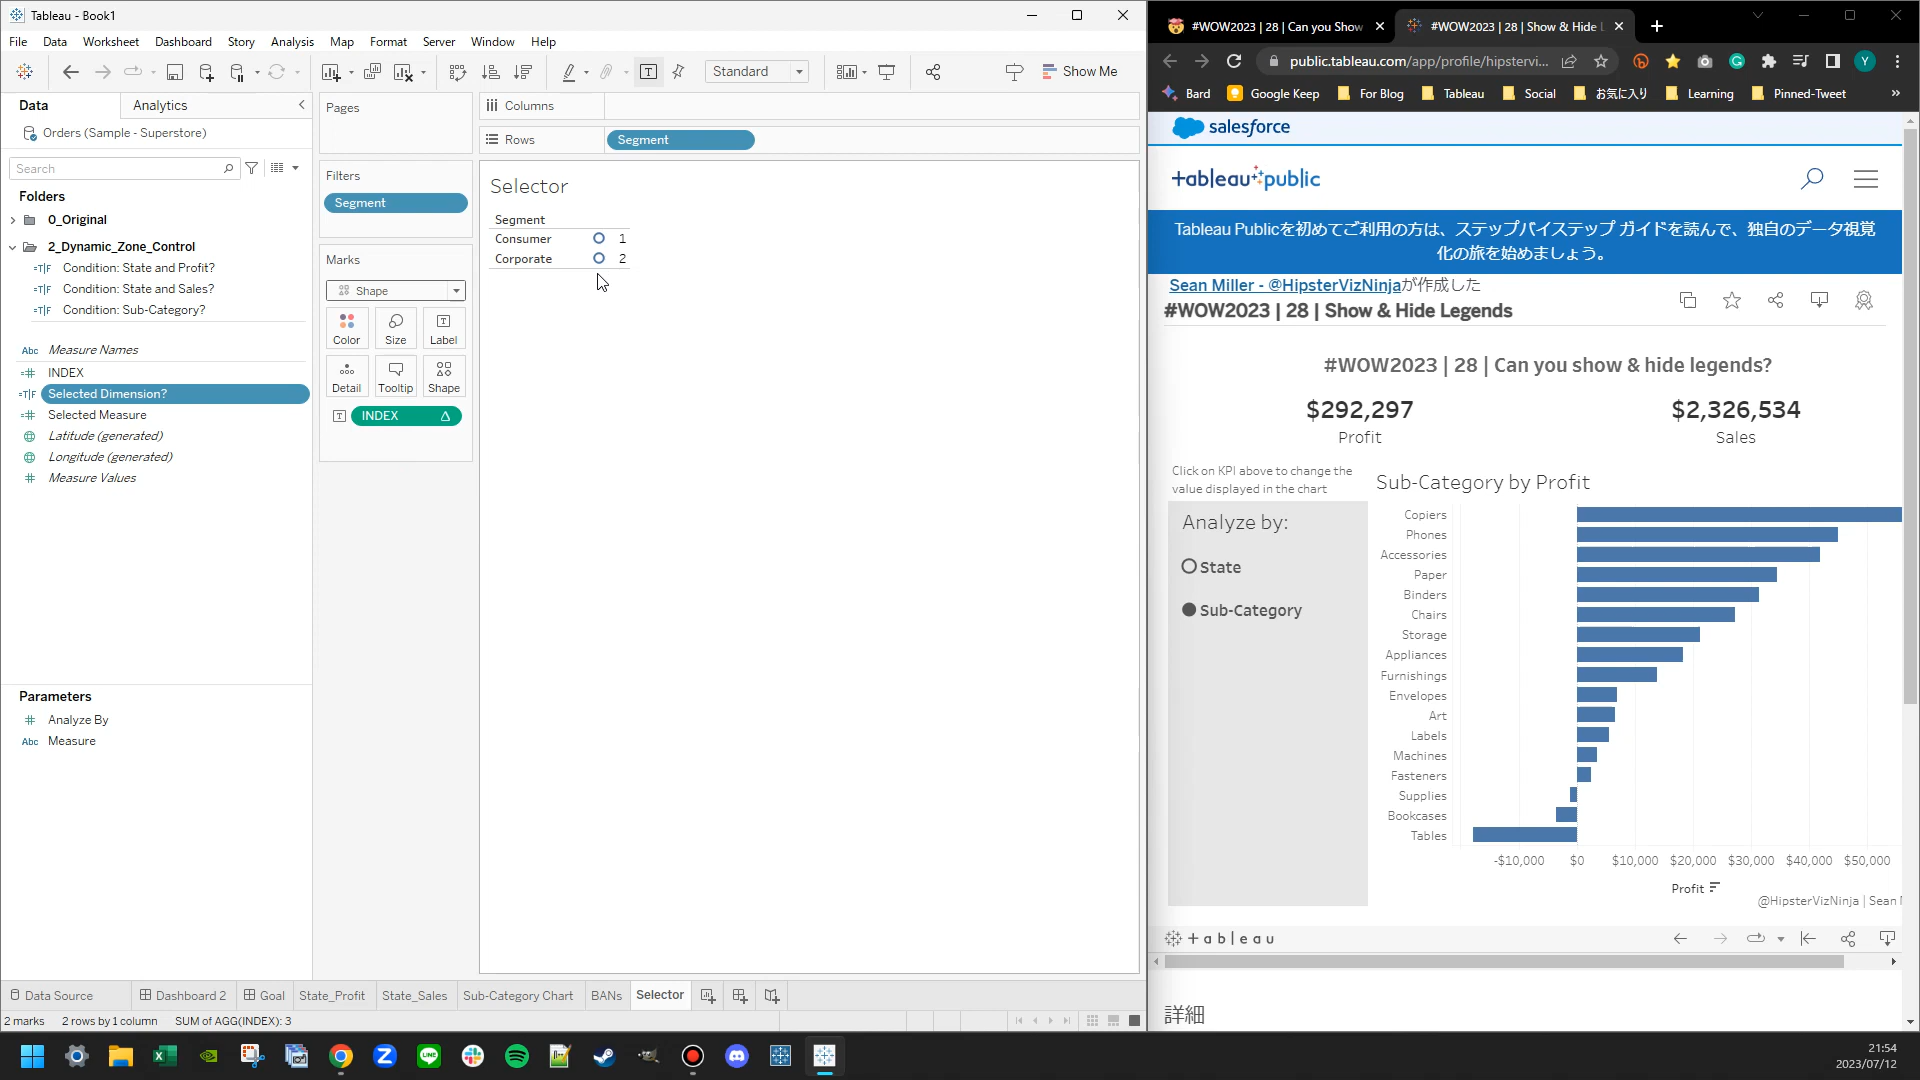 Tableau - Book1
File Data Worksheet Dashboard Story Analysis Map Format Server Window Help
Standard
Show Me
Data Analytics
Orders (Sample - Superstore)
Search
Folders
0_Original
2_Dynamic_Zone_Control
=T|F Condition: State and Profit?
=T|F Condition: State and Sales?
=T|F Condition: Sub-Category?
Abc Measure Names
=# INDEX
=T|F Selected Dimension?
=# Selected Measure
Latitude (generated)
Longitude (generated)
# Measure Values
Parameters
# Analyze By
Abc Measure
Pages
Filters
Segment
Marks
Shape
Color Size Label
Detail Tooltip Shape
INDEX
Columns
Rows Segment
Selector
Segment
Consumer 1
Corporate 2
Data Source Dashboard 2 Goal State_Profit State_Sales Sub-Category Chart BANs Selector
2 marks 2 rows by 1 column SUM of AGG(INDEX): 3
#WOW2023 | 28 | Can you Show
#WOW2023 | 28 | Show & Hide L
public.tableau.com/app/profile/hipstervi...
Y
Bard Google Keep For Blog Tableau Social お気に入り Learning Pinned-Tweet
salesforce
tableau public
Tableau Publicを初めてご利用の方は、ステップバイステップ ガイドを読んで、独自のデータ視覚
化の旅を始めましょう。
Sean Miller - @HipsterVizNinjaが作成した
#WOW2023 | 28 | Show & Hide Legends
#WOW2023 | 28 | Can you show & hide legends?
$292,297 $2,326,534
Profit Sales
Click on KPI above to change the
value displayed in the chart
Analyze by:
State
Sub-Category
Sub-Category by Profit
Copiers
Phones
Accessories
Paper
Binders
Chairs
Storage
Appliances
Furnishings
Envelopes
Art
Labels
Machines
Fasteners
Supplies
Bookcases
Tables
-$10,000 $0 $10,000 $20,000 $30,000 $40,000 $50,000
Profit
@HipsterVizNinja | Sean
tableau
詳細
21:54
2023/07/12